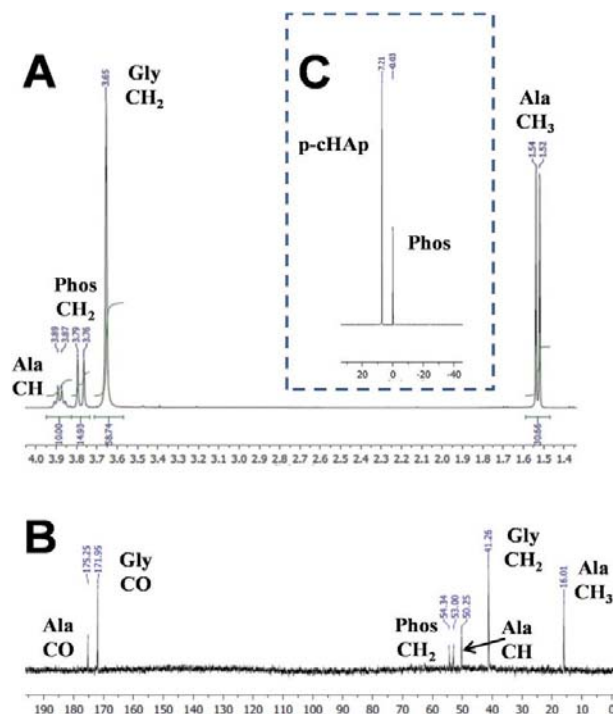 A
Gly
CH₂
3.65
C
7.21
-0.03
p-cHAp
Phos
20 0 -20 -40
Ala
CH₃
1.54
1.52
Phos
CH₂
3.89
3.87
3.79
3.76
Ala
CH
10.00
14.93
58.74
30.66
4.0 3.9 3.8 3.7 3.6 3.5 3.4 3.3 3.2 3.1 3.0 2.9 2.8 2.7 2.6 2.5 2.4 2.3 2.2 2.1 2.0 1.9 1.8 1.7 1.6 1.5 1.4
B
175.25
171.95
Gly
CO
Ala
CO
54.34
53.00
50.25
Phos
CH₂
Ala
CH
41.26
Gly
CH₂
16.01
Ala
CH₃
190 180 170 160 150 140 130 120 110 100 90 80 70 60 50 40 30 20 10 0